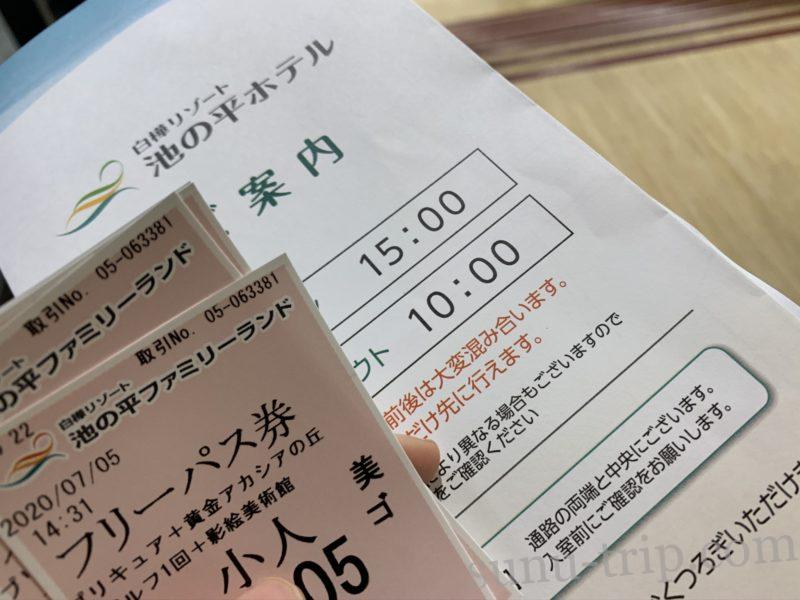 白樺リゾート
池の平ホテル
案内
15:00
ウト 10:00
前後は大変混み合います。
だけ先に行えます。
より異なる場合もございますので
をご確認ください
通路の両端と中央にございます。
入室前にご確認をお願いします。
くつろぎいただけ
取引No. 05-063381
の平ファミリーランド
22
取引No. 05-063381
白樺リゾート
池の平ファミリーランド
2020/07/05
14:31
フリーパス券
プリキュア+黄金アカシアの丘
ルフ1回+影絵美術館
美
ゴ
小人
05
sunu-trip.com